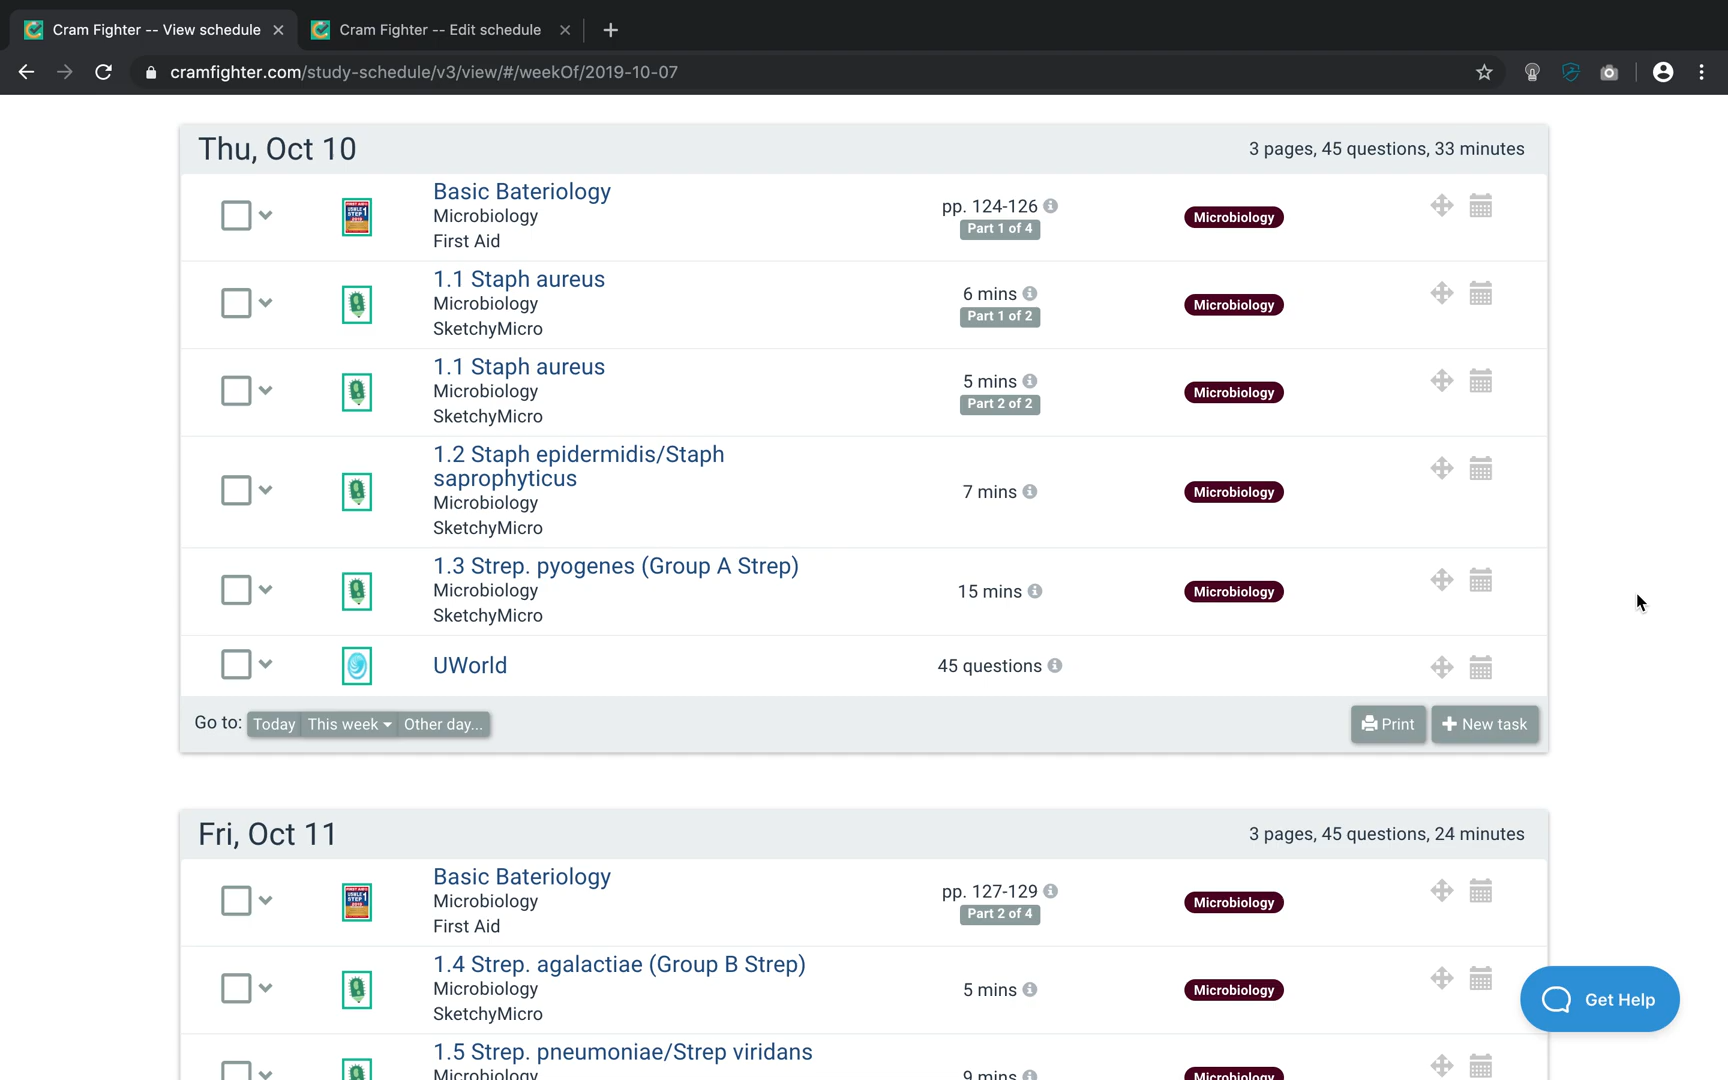 Cram Fighter -- View schedule
Cram Fighter -- Edit schedule
cramfighter.com/study-schedule/v3/view/#/weekOf/2019-10-07
Thu, Oct 10
3 pages, 45 questions, 33 minutes
Basic Bateriology
Microbiology
First Aid
pp. 124-126
Part 1 of 4
Microbiology
1.1 Staph aureus
Microbiology
SketchyMicro
6 mins
Part 1 of 2
Microbiology
1.1 Staph aureus
Microbiology
SketchyMicro
5 mins
Part 2 of 2
Microbiology
1.2 Staph epidermidis/Staph
saprophyticus
Microbiology
SketchyMicro
7 mins
Microbiology
1.3 Strep. pyogenes (Group A Strep)
Microbiology
SketchyMicro
15 mins
Microbiology
UWorld
45 questions
Go to: Today This week Other day...
Print
New task
Fri, Oct 11
3 pages, 45 questions, 24 minutes
Basic Bateriology
Microbiology
First Aid
pp. 127-129
Part 2 of 4
Microbiology
1.4 Strep. agalactiae (Group B Strep)
Microbiology
SketchyMicro
5 mins
Microbiology
Get Help
1.5 Strep. pneumoniae/Strep viridans
Microbiology
9 mins
Microbiology